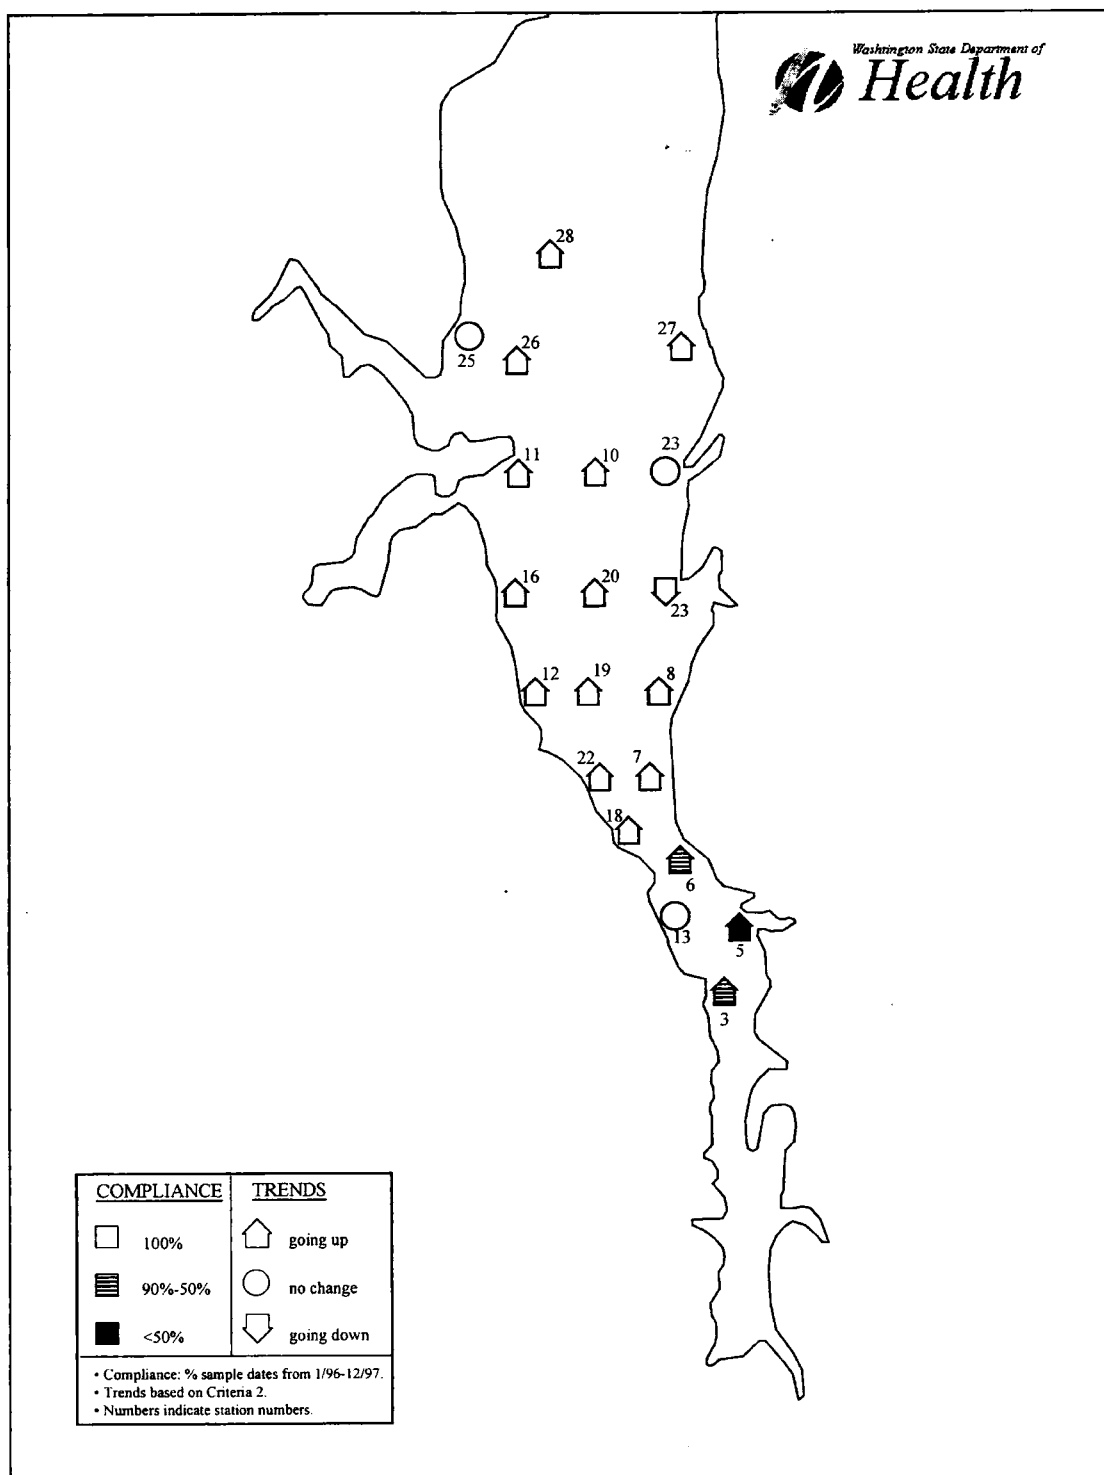 Washington State Department of
Health
28
27
26
25
23
11
10
16
20
23
12
19
8
22
7
18
6
13
5
3
COMPLIANCE TRENDS
100% going up
90%-50% no change
<50% going down
• Compliance: % sample dates from 1/96-12/97.
• Trends based on Criteria 2.
• Numbers indicate station numbers.